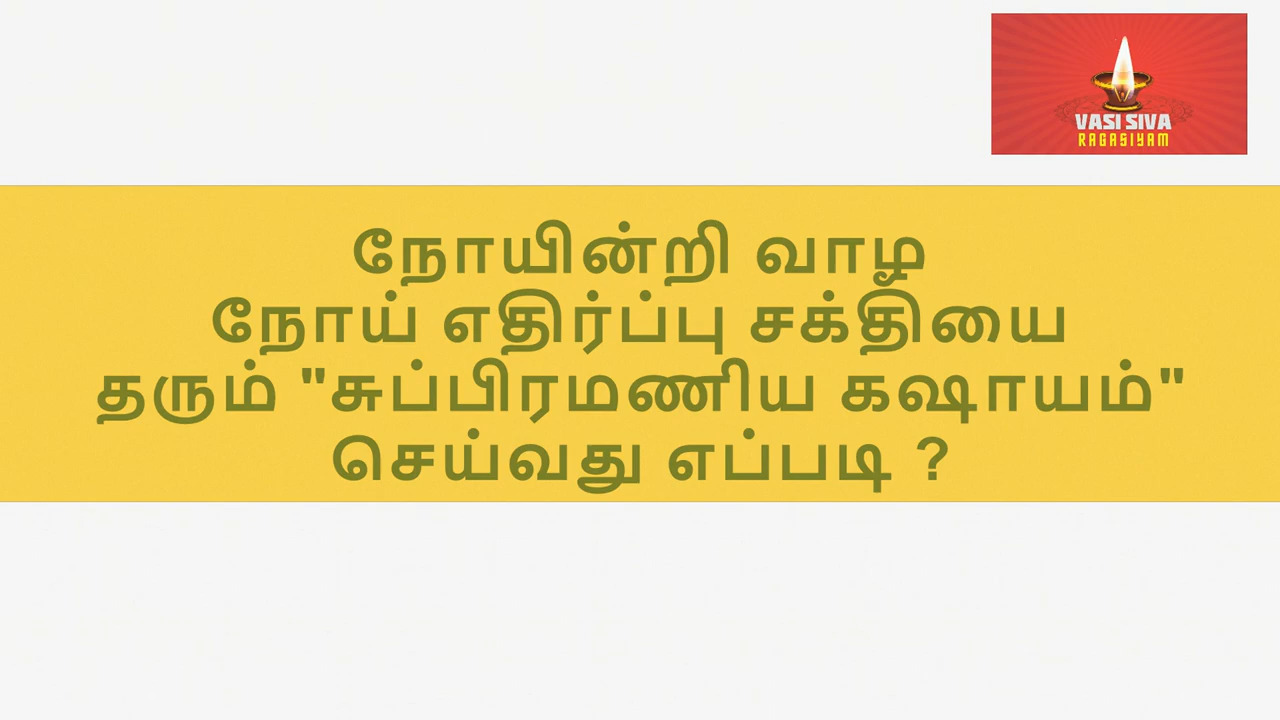 VASI SIVA
RAGASIYAM
நோயின்றி வாழ
நோய் எதிர்ப்பு சக்தியை
தரும் "சுப்பிரமணிய கஷாயம்"
செய்வது எப்படி ?